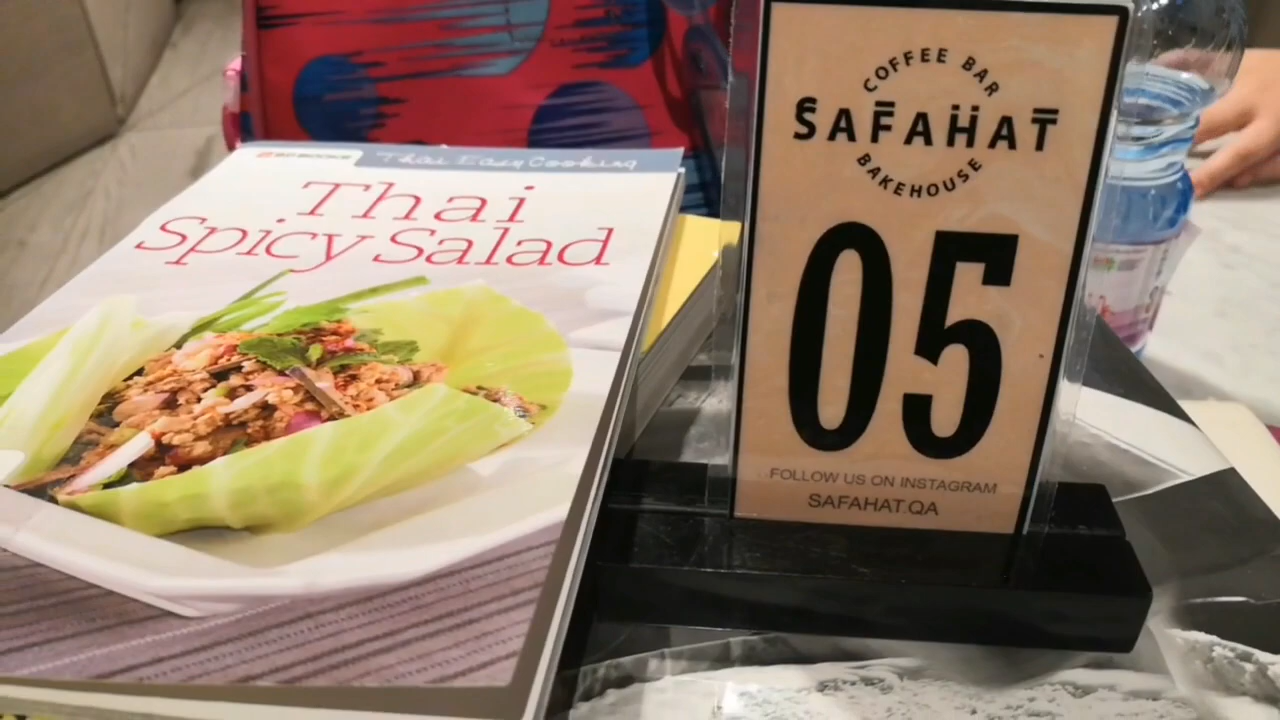 Thai Easy Cooking
Thai
Spicy Salad
COFFEE BAR
SAFAHAT
BAKEHOUSE
05
FOLLOW US ON INSTAGRAM
SAFAHAT.QA